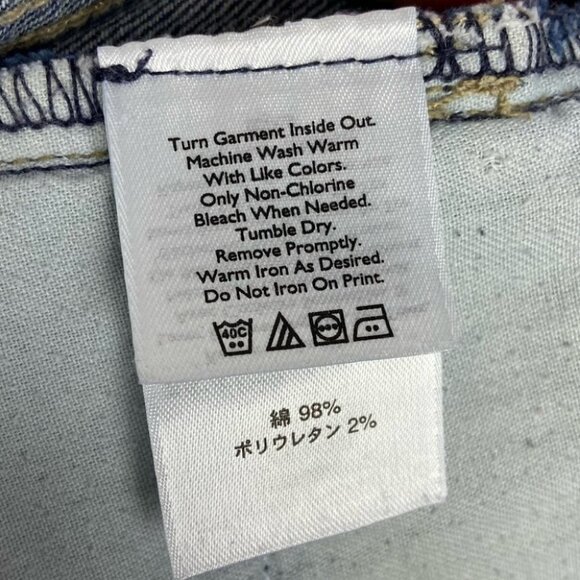 Turn Garment Inside Out.
Machine Wash Warm
With Like Colors.
Only Non-Chlorine
Bleach When Needed.
Tumble Dry.
Remove Promptly.
Warm Iron As Desired.
Do Not Iron On Print.
40C
綿 98%
ポリウレタン 2%